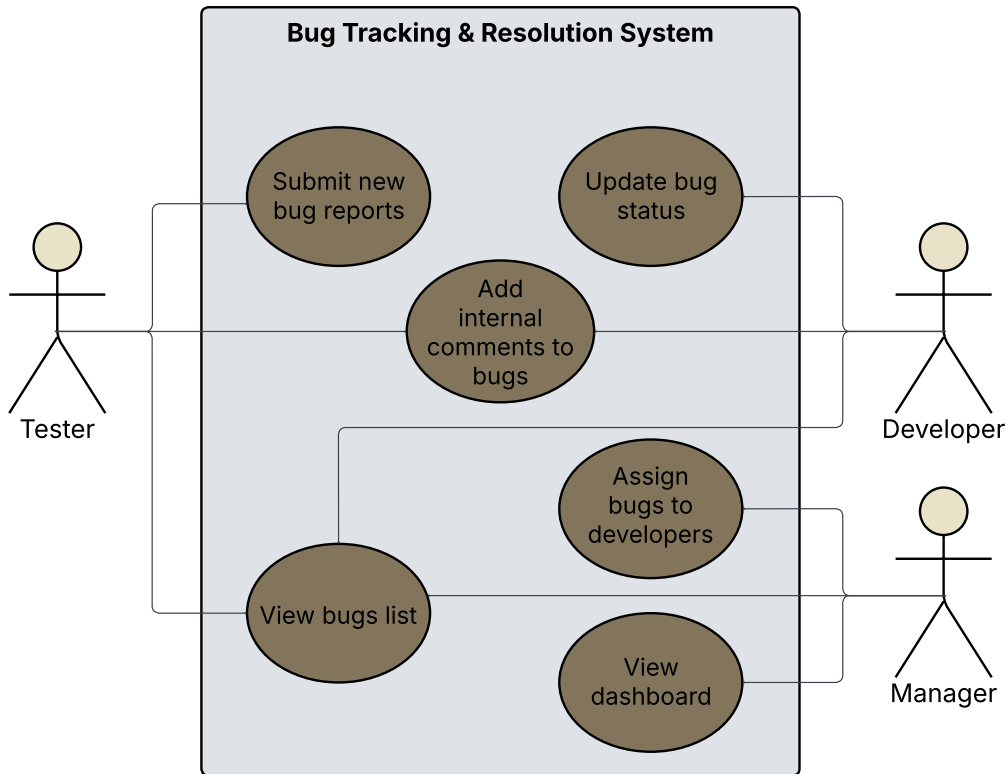 Bug Tracking & Resolution System
Submit new
bug reports
Update bug
status
Add
internal
comments to
bugs
Tester
Developer
Assign
bugs to
developers
View bugs list
View
dashboard
Manager